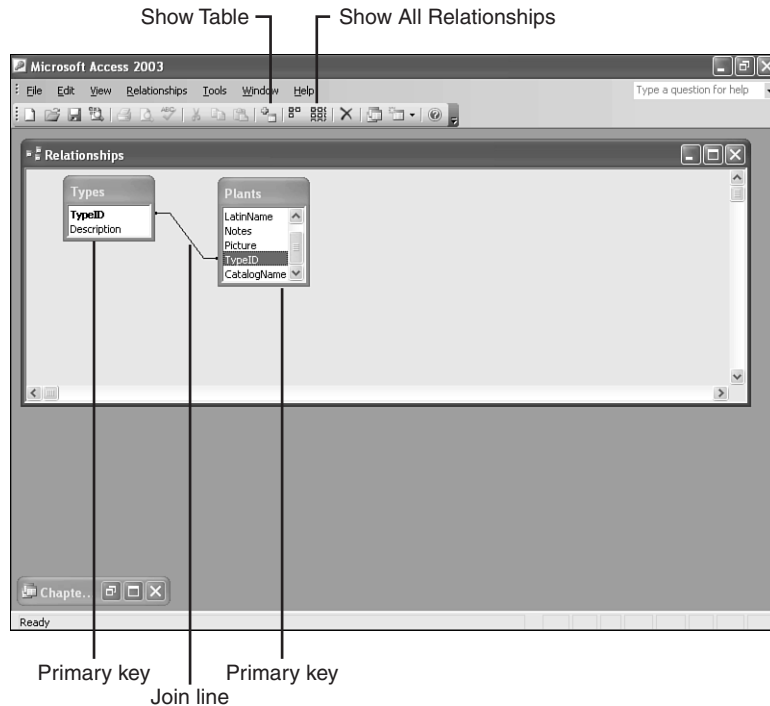 Show Table
Show All Relationships
Microsoft Access 2003
File Edit View Relationships Tools Window Help
Type a question for help
Relationships
Types
TypeID
Description
Plants
LatinName
Notes
Picture
TypeID
CatalogName
Chapte..
Ready
Primary key
Primary key
Join line